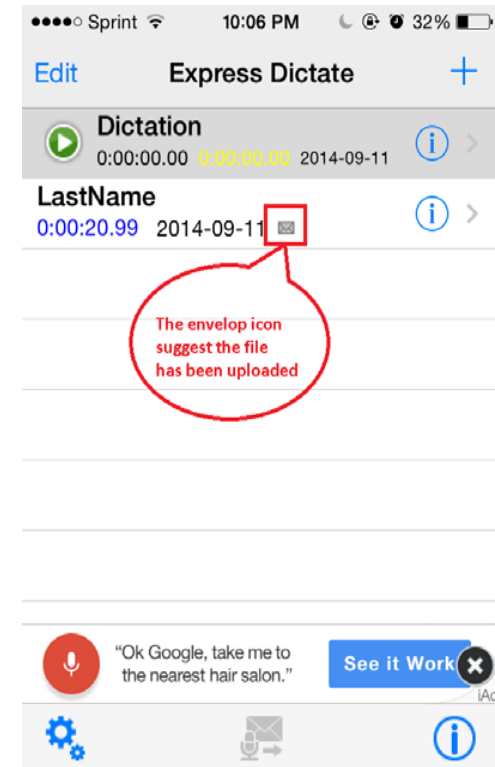 Sprint 10:06 PM 32%
Edit Express Dictate +
Dictation
0:00:00.00 0:00:00.00 2014-09-11
LastName
0:00:20.99 2014-09-11
The envelop icon
suggest the file
has been uploaded
"Ok Google, take me to
the nearest hair salon."
See it Work
iAd